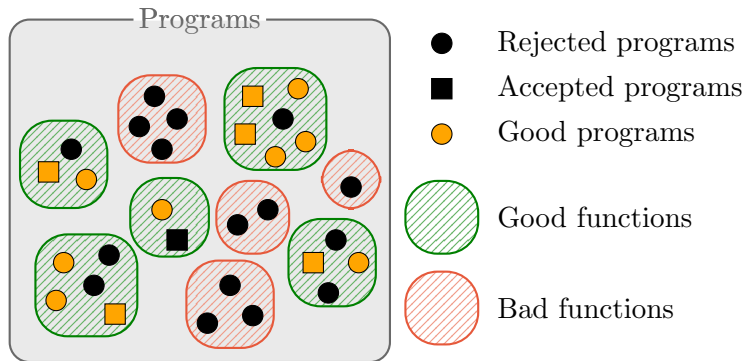 Programs
Rejected programs
Accepted programs
Good programs
Good functions
Bad functions